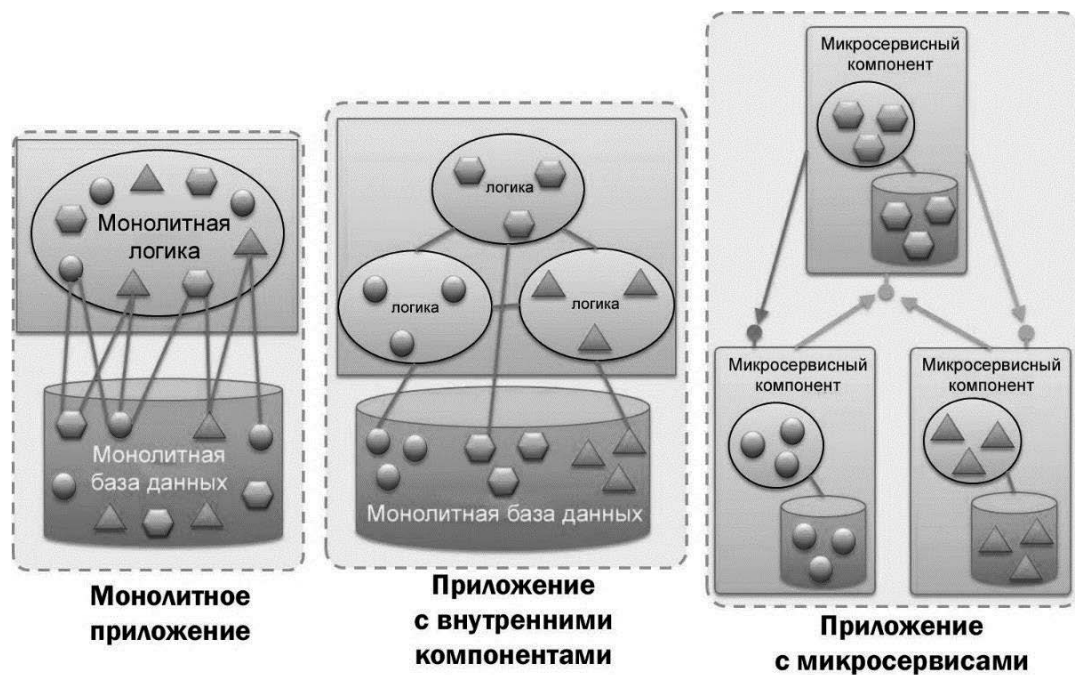 Монолитная
логика
Монолитная
база данных
Монолитное
приложение
логика
логика
логика
Монолитная база данных
Приложение
с внутренними
компонентами
Микросервисный
компонент
Микросервисный
компонент
Микросервисный
компонент
Приложение
с микросервисами